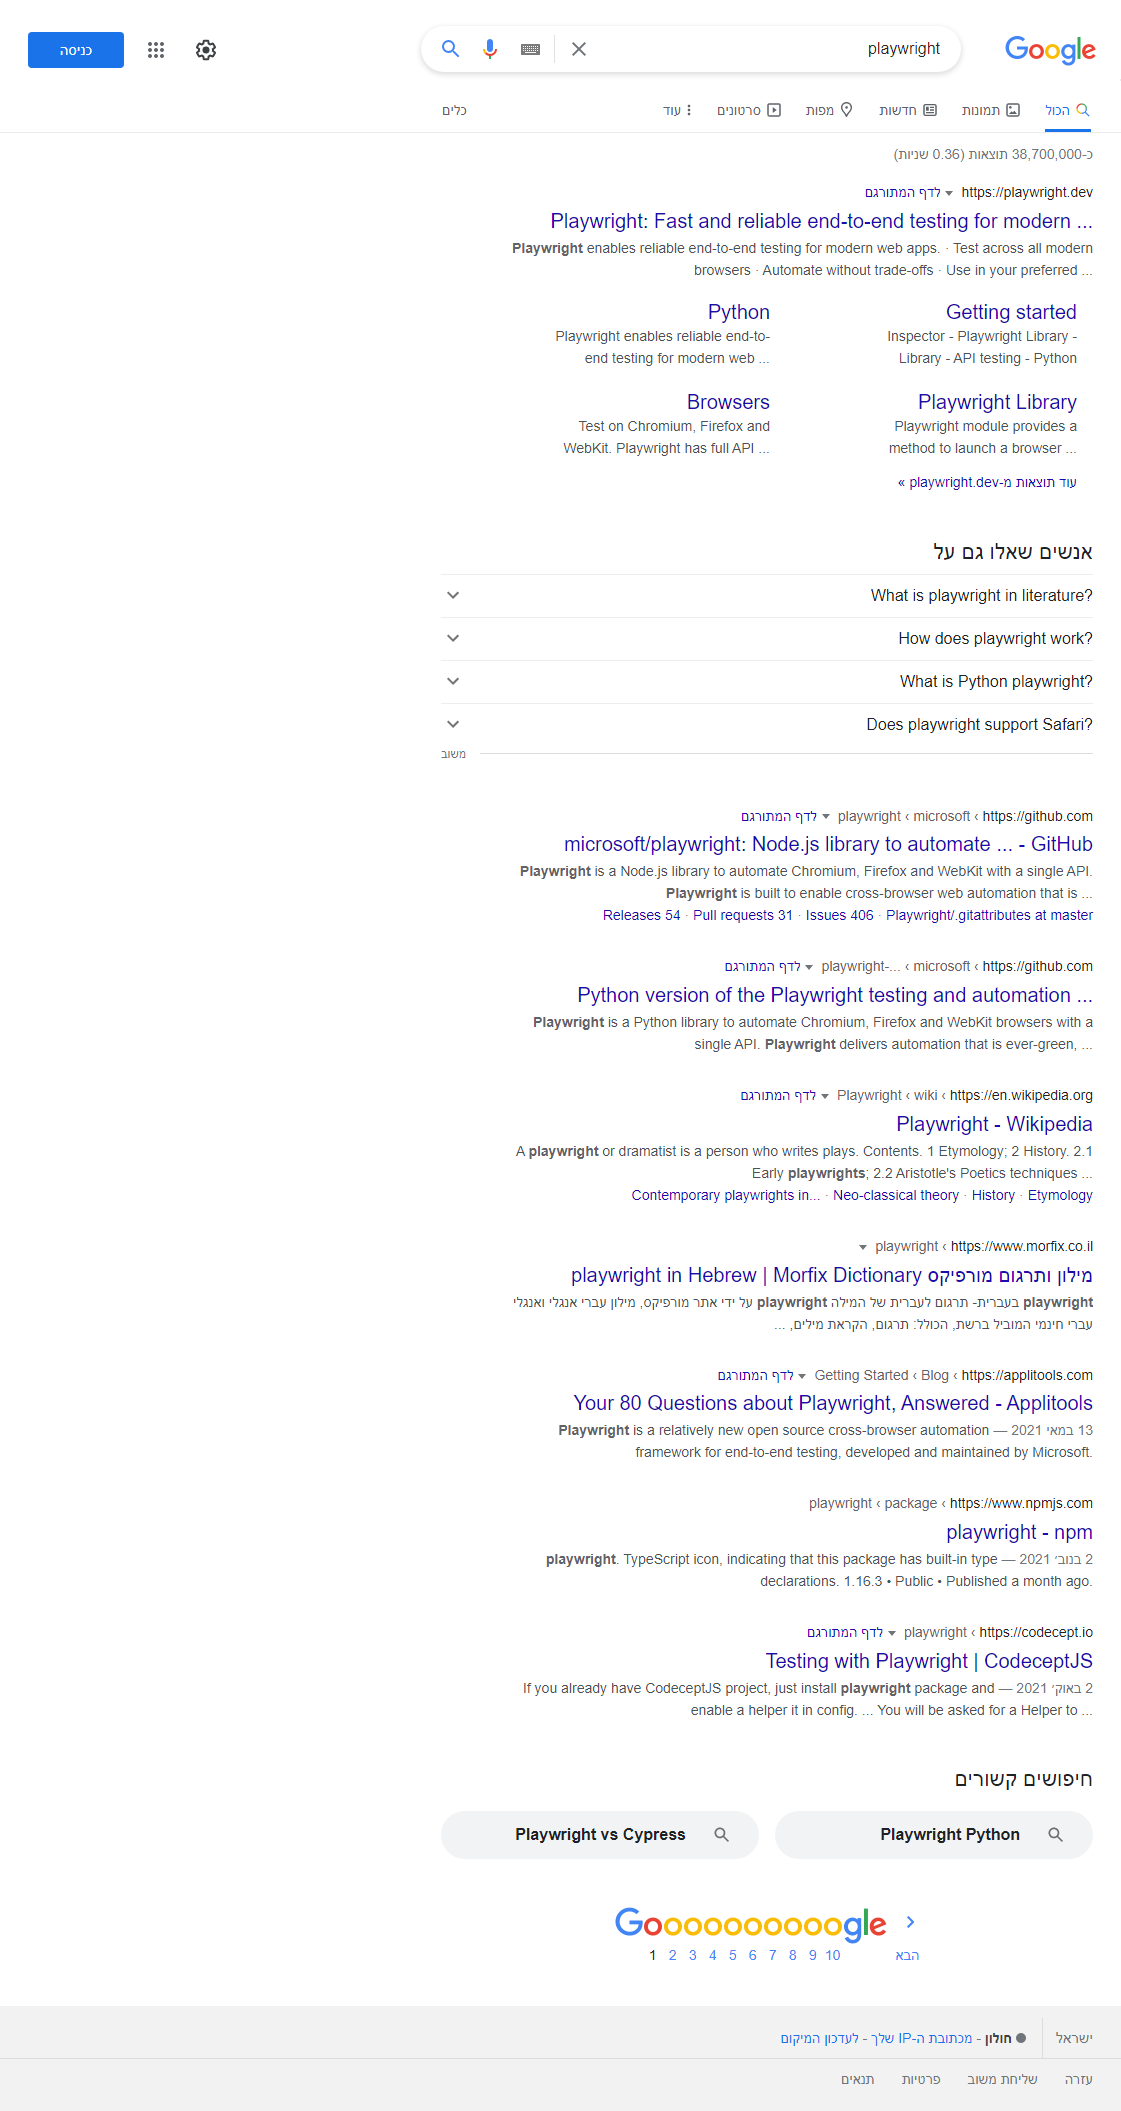 Google
playwright
כניסה
הכול
תמונות
חדשות
מפות
סרטונים
עוד
כלים
כ-38,700,000 תוצאות (0.36 שניות)
https://playwright.dev לדף המתורגם
Playwright: Fast and reliable end-to-end testing for modern ...
Playwright enables reliable end-to-end testing for modern web apps. · Test across all modern
browsers · Automate without trade-offs · Use in your preferred ...
Getting started
Inspector - Playwright Library -
Library - API testing - Python
Python
Playwright enables reliable end-to-
end testing for modern web ...
Playwright Library
Playwright module provides a
method to launch a browser ...
Browsers
Test on Chromium, Firefox and
WebKit. Playwright has full API ...
עוד תוצאות מ-playwright.dev »
אנשים שאלו גם על
What is playwright in literature?
How does playwright work?
What is Python playwright?
Does playwright support Safari?
משוב
https://github.com › microsoft › playwright לדף המתורגם
microsoft/playwright: Node.js library to automate ... - GitHub
Playwright is a Node.js library to automate Chromium, Firefox and WebKit with a single API.
Playwright is built to enable cross-browser web automation that is ...
Releases 54 · Pull requests 31 · Issues 406 · Playwright/.gitattributes at master
https://github.com › microsoft › playwright-... לדף המתורגם
Python version of the Playwright testing and automation ...
Playwright is a Python library to automate Chromium, Firefox and WebKit browsers with a
single API. Playwright delivers automation that is ever-green, ...
https://en.wikipedia.org › wiki › Playwright לדף המתורגם
Playwright - Wikipedia
A playwright or dramatist is a person who writes plays. Contents. 1 Etymology; 2 History. 2.1
Early playwrights; 2.2 Aristotle's Poetics techniques ...
Contemporary playwrights in... · Neo-classical theory · History · Etymology
https://www.morfix.co.il › playwright
playwright in Hebrew | Morfix Dictionary מילון ותרגום מורפיקס
playwright בעברית- תרגום לעברית של המילה playwright על ידי אתר מורפיקס, מילון עברי אנגלי ואנגלי
עברי חינמי המוביל ברשת, הכולל: תרגום, הקראת מילים, ...
https://applitools.com › Blog › Getting Started לדף המתורגם
Your 80 Questions about Playwright, Answered - Applitools
13 במאי 2021 — Playwright is a relatively new open source cross-browser automation
framework for end-to-end testing, developed and maintained by Microsoft.
https://www.npmjs.com › package › playwright
playwright - npm
2 בנוב׳ 2021 — playwright. TypeScript icon, indicating that this package has built-in type
declarations. 1.16.3 • Public • Published a month ago.
https://codecept.io › playwright לדף המתורגם
Testing with Playwright | CodeceptJS
2 באוק׳ 2021 — If you already have CodeceptJS project, just install playwright package and
enable a helper it in config. ... You will be asked for a Helper to ...
חיפושים קשורים
Playwright Python
Playwright vs Cypress
Goooooooooogle
1 2 3 4 5 6 7 8 9 10 הבא
ישראל
חולון - מכתובת ה-IP שלך - לעדכון המיקום
עזרה
שליחת משוב
פרטיות
תנאים